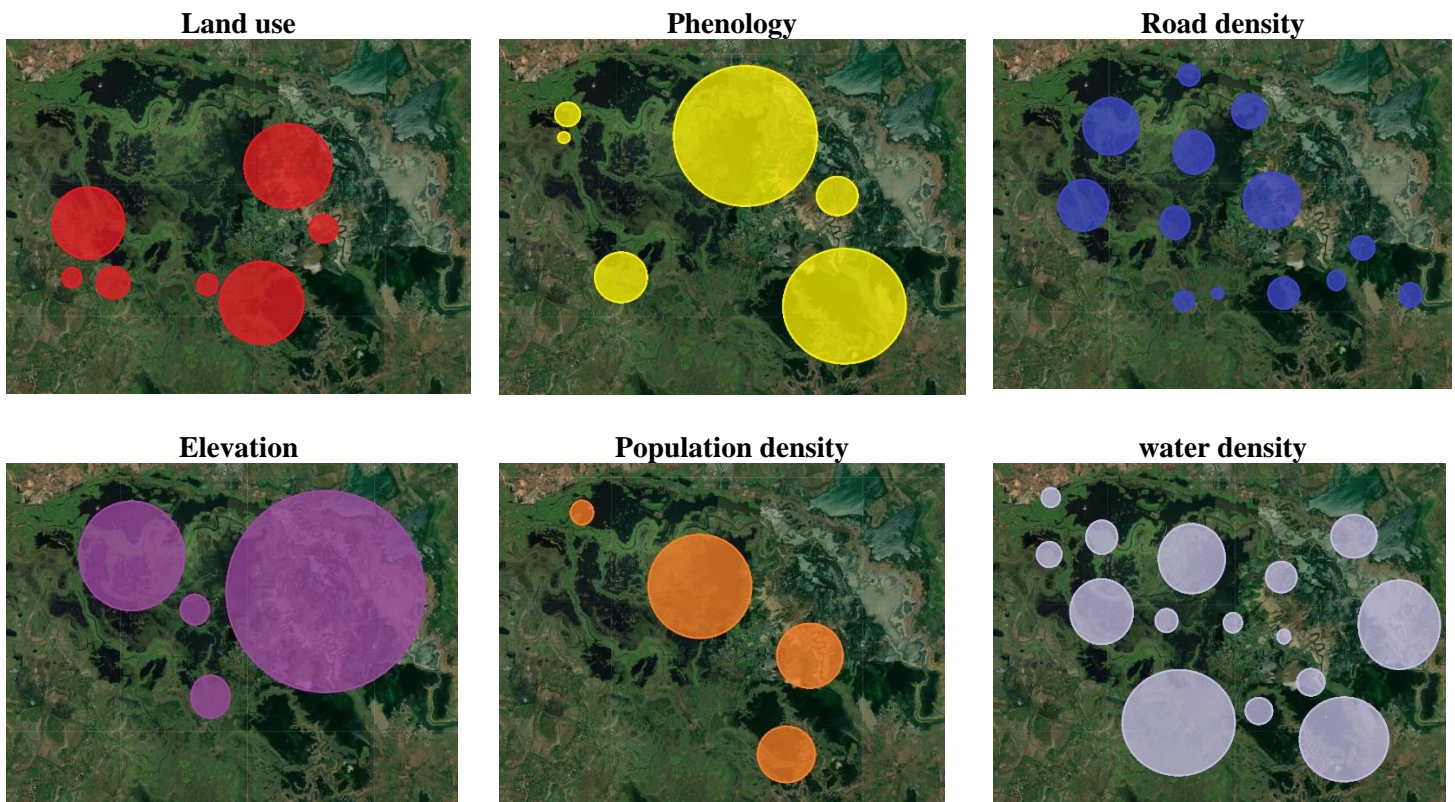 Land use
Phenology
Road density
Elevation
Population density
water density